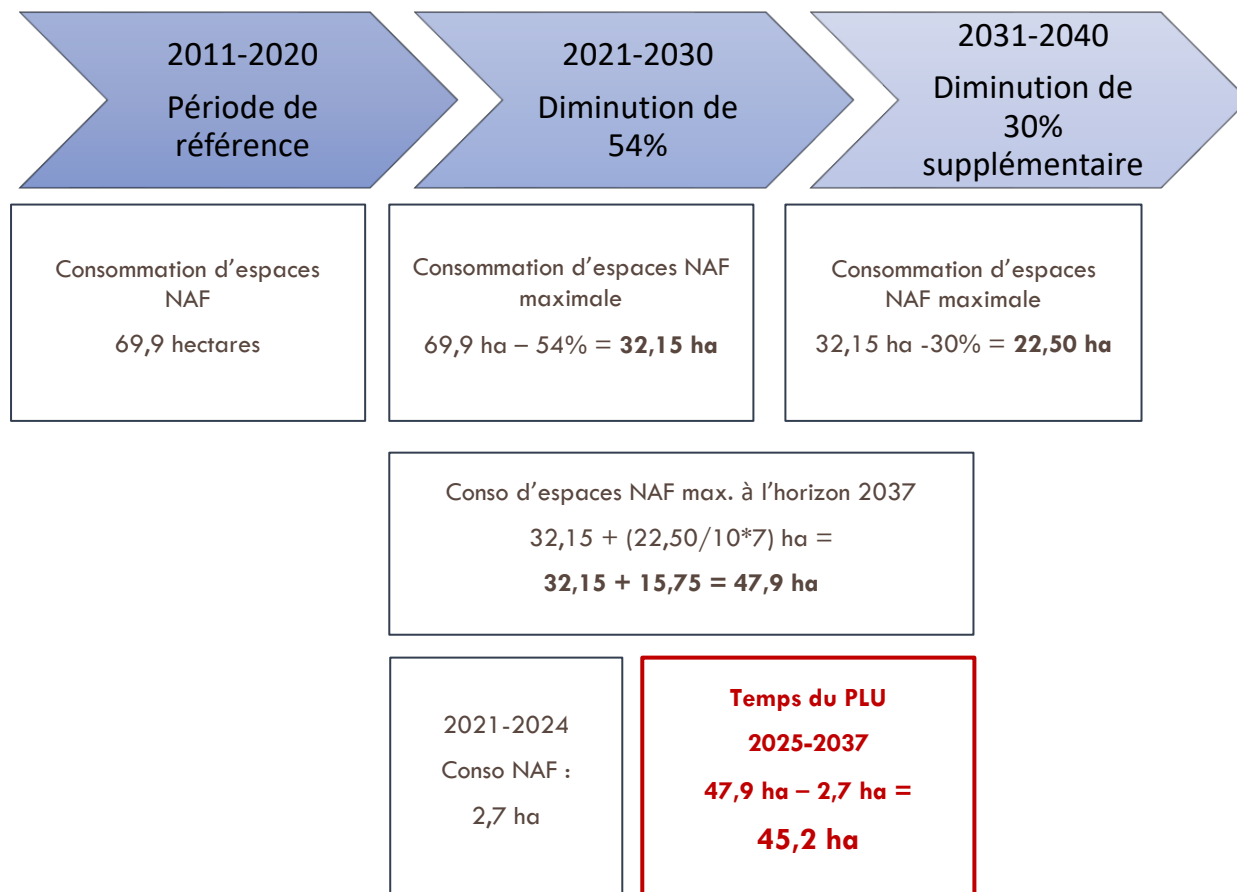 2011-2020
Période de
référence
2021-2030
Diminution de
54%
2031-2040
Diminution de
30%
supplémentaire
Consommation d'espaces
NAF
69,9 hectares
Consommation d'espaces NAF
maximale
69,9 ha – 54% = 32,15 ha
Consommation d'espaces
NAF maximale
32,15 ha -30% = 22,50 ha
Conso d'espaces NAF max. à l'horizon 2037
32,15 + (22,50/10*7) ha =
32,15 + 15,75 = 47,9 ha
2021-2024
Conso NAF :
2,7 ha
Temps du PLU
2025-2037
47,9 ha – 2,7 ha =
45,2 ha